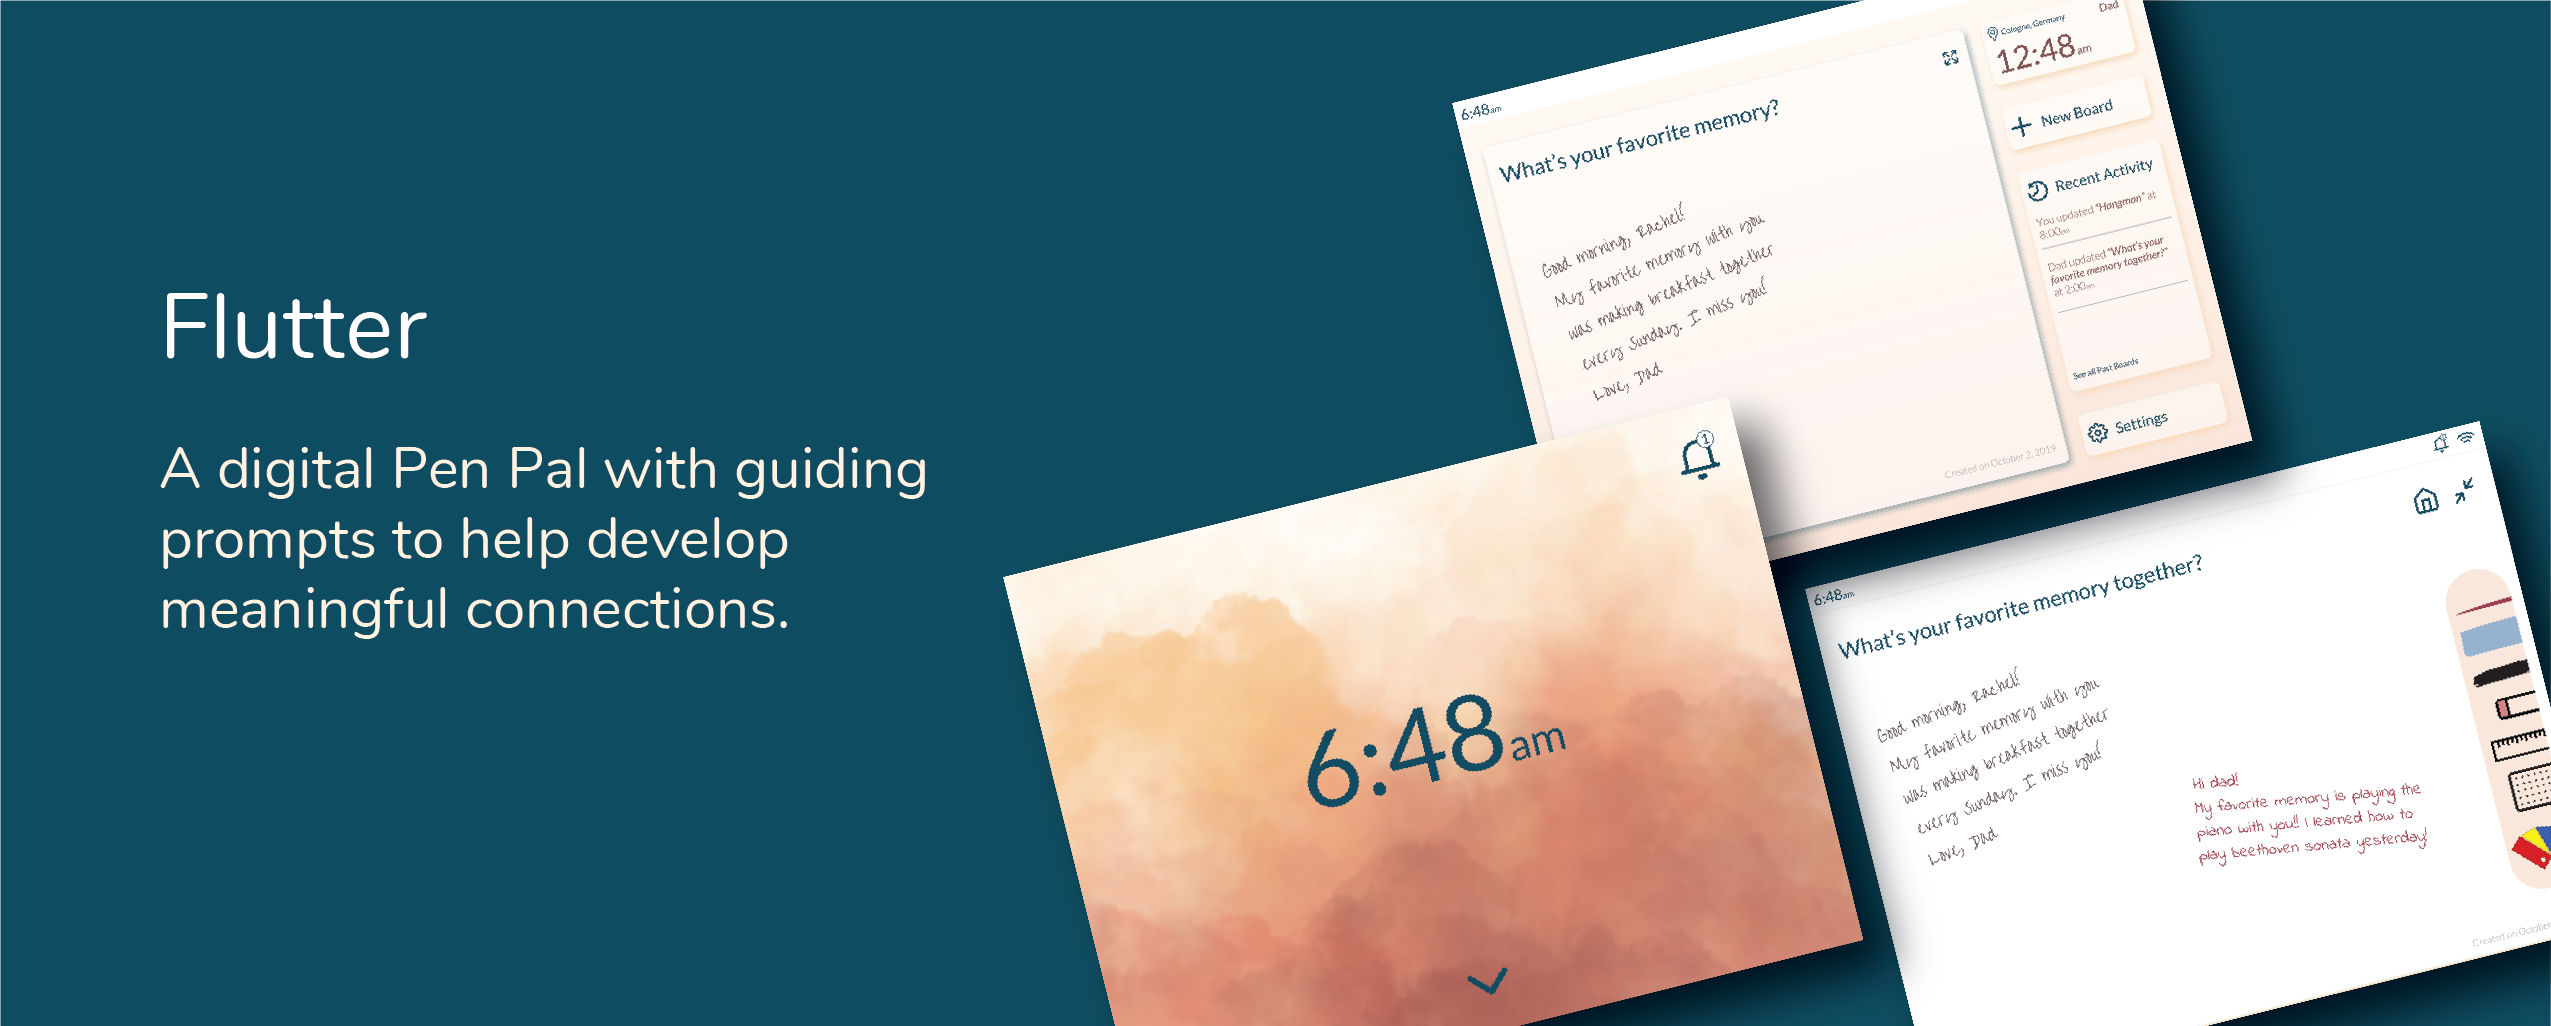 Flutter
A digital Pen Pal with guiding
prompts to help develop
meaningful connections.
6:48am
What's your favorite memory?
Good morning, Rachel!
My favorite memory with you
was making breakfast together
every Sunday. I miss you!
Love, Dad
Created on October 2, 2019
Cologne, Germany
Dad
12:48am
New Board
Recent Activity
You updated "Hangman" at
8:00
Dad updated "What's your
favorite memory together?"
at 2:00am
See all Past Boards
Settings
1
6:48am
6:48am
What's your favorite memory together?
Good morning, Rachel!
My favorite memory with you
was making breakfast together
every Sunday. I miss you!
Love, Dad
Hi dad!
My favorite memory is playing the
piano with you!! I learned how to
play beethoven sonata yesterday!
Created on October